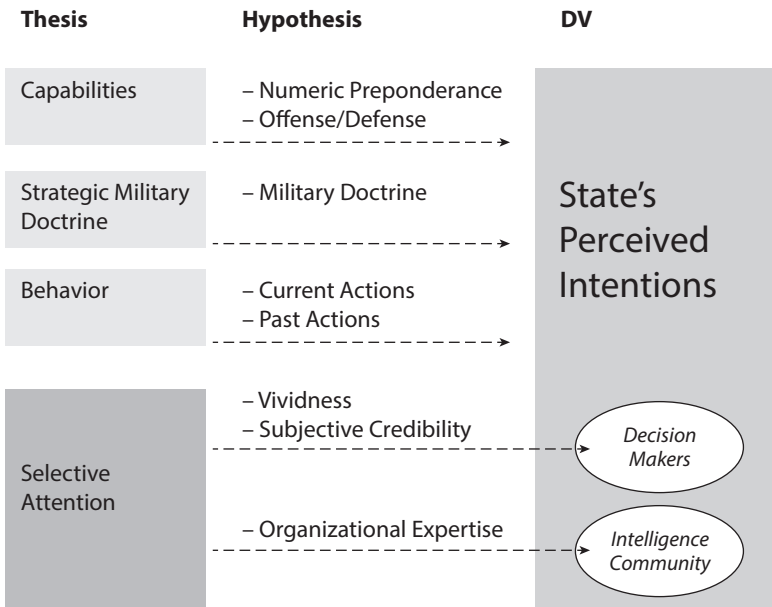 Thesis Hypothesis DV
Capabilities
– Numeric Preponderance
– Offense/Defense
Strategic Military
Doctrine
– Military Doctrine
Behavior
– Current Actions
– Past Actions
State's
Perceived
Intentions
Selective
Attention
– Vividness
– Subjective Credibility
Decision
Makers
– Organizational Expertise
Intelligence
Community